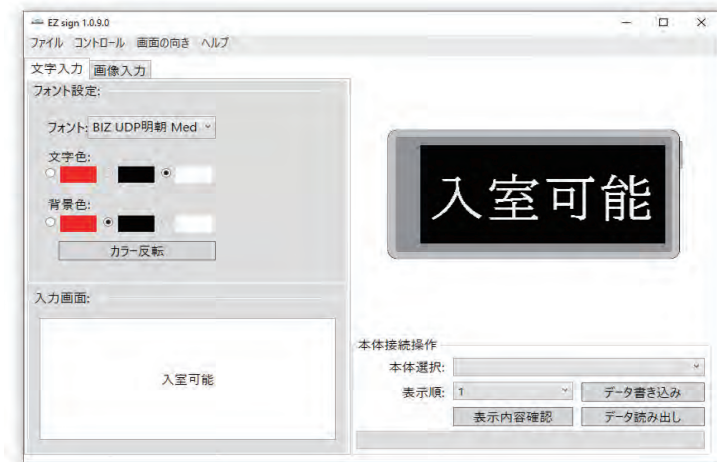 EZ sign 1.0.9.0
ファイル コントロール 画面の向き ヘルプ
文字入力 画像入力
フォント設定:
フォント: BIZ UDP明朝 Med
文字色:
背景色:
カラー反転
入力画面:
入室可能
入室可能
本体接続操作
本体選択:
表示順: 1 データ書き込み
表示内容確認 データ読み出し